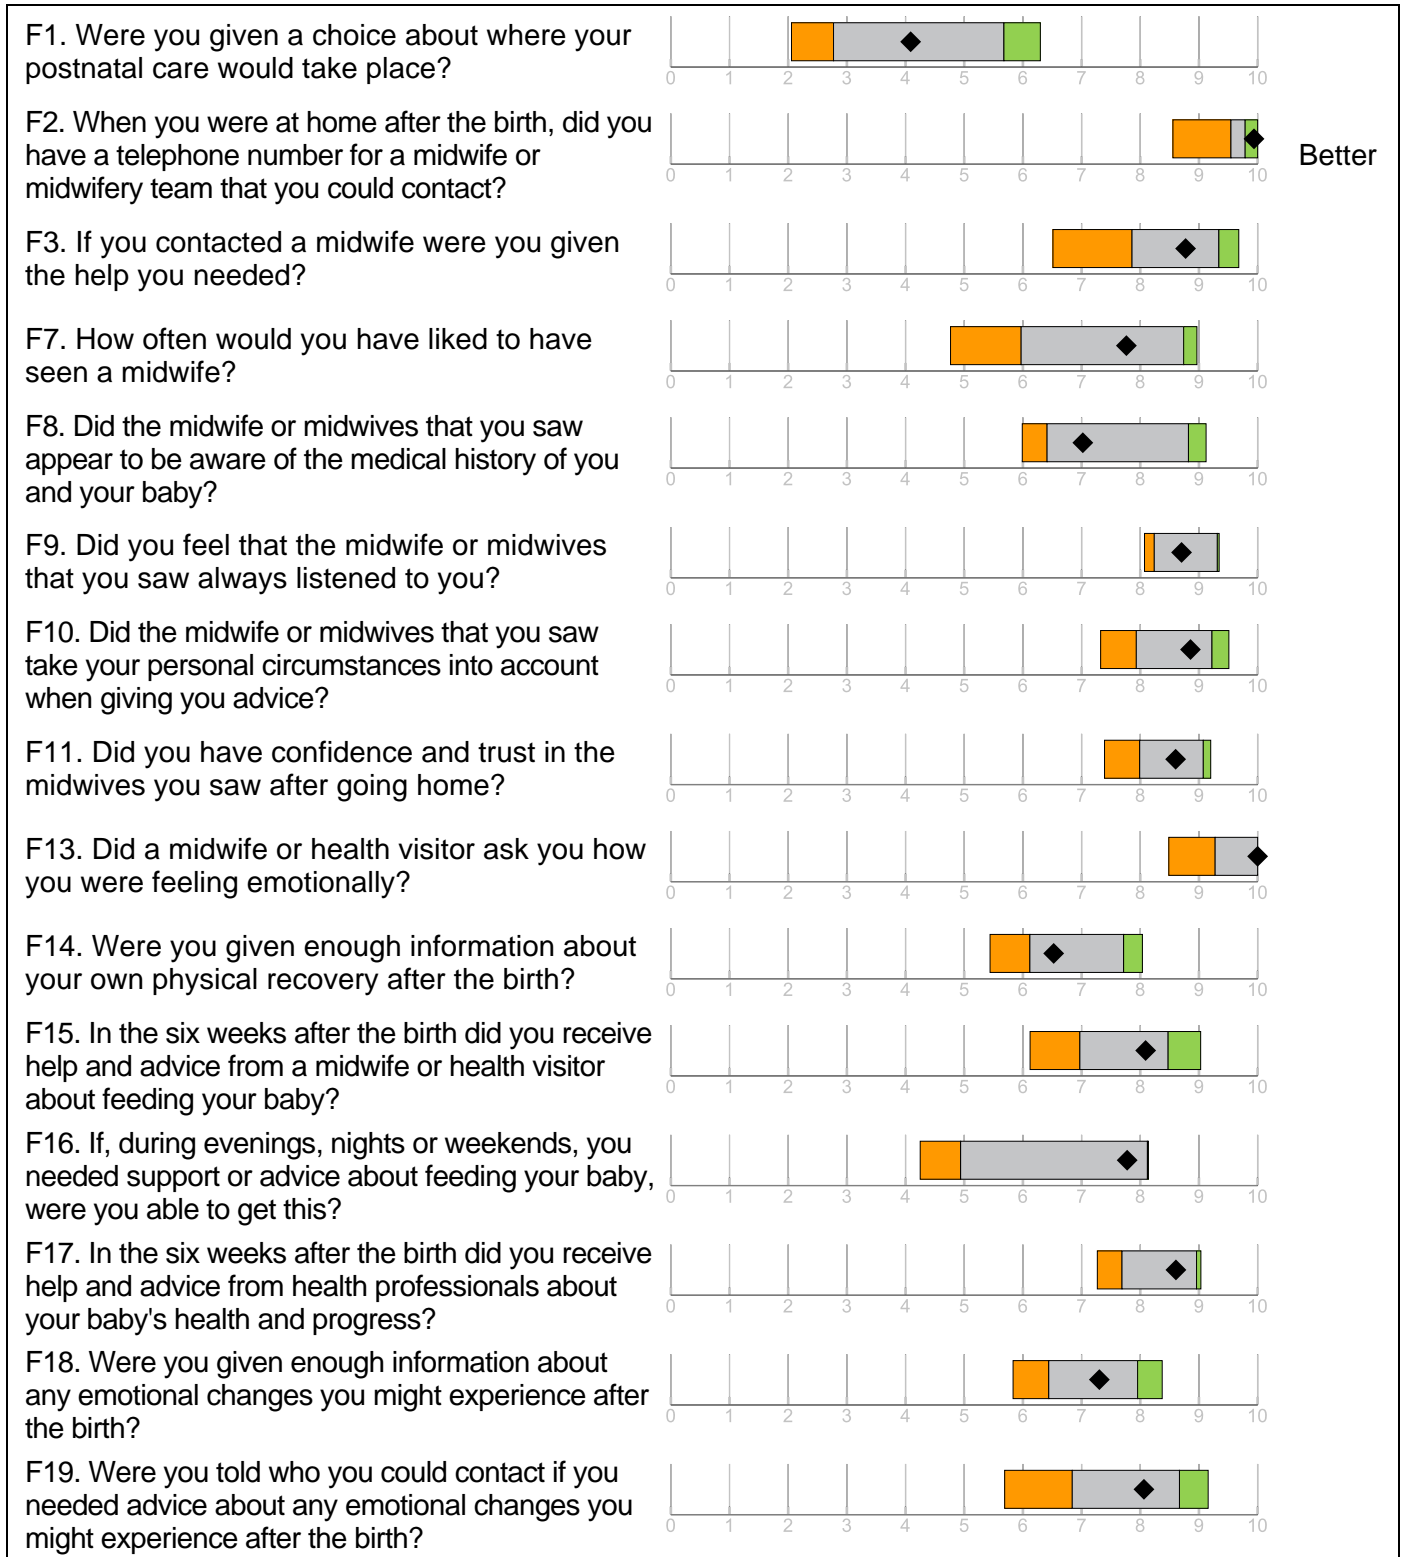 F1. Were you given a choice about where your
postnatal care would take place?
0 1 2 3 4 5 6 7 8 9 10
F2. When you were at home after the birth, did you
have a telephone number for a midwife or
midwifery team that you could contact?
0 1 2 3 4 5 6 7 8 9 10
Better
F3. If you contacted a midwife were you given
the help you needed?
0 1 2 3 4 5 6 7 8 9 10
F7. How often would you have liked to have
seen a midwife?
0 1 2 3 4 5 6 7 8 9 10
F8. Did the midwife or midwives that you saw
appear to be aware of the medical history of you
and your baby?
0 1 2 3 4 5 6 7 8 9 10
F9. Did you feel that the midwife or midwives
that you saw always listened to you?
0 1 2 3 4 5 6 7 8 9 10
F10. Did the midwife or midwives that you saw
take your personal circumstances into account
when giving you advice?
0 1 2 3 4 5 6 7 8 9 10
F11. Did you have confidence and trust in the
midwives you saw after going home?
0 1 2 3 4 5 6 7 8 9 10
F13. Did a midwife or health visitor ask you how
you were feeling emotionally?
0 1 2 3 4 5 6 7 8 9 10
F14. Were you given enough information about
your own physical recovery after the birth?
0 1 2 3 4 5 6 7 8 9 10
F15. In the six weeks after the birth did you receive
help and advice from a midwife or health visitor
about feeding your baby?
0 1 2 3 4 5 6 7 8 9 10
F16. If, during evenings, nights or weekends, you
needed support or advice about feeding your baby,
were you able to get this?
0 1 2 3 4 5 6 7 8 9 10
F17. In the six weeks after the birth did you receive
help and advice from health professionals about
your baby's health and progress?
0 1 2 3 4 5 6 7 8 9 10
F18. Were you given enough information about
any emotional changes you might experience after
the birth?
0 1 2 3 4 5 6 7 8 9 10
F19. Were you told who you could contact if you
needed advice about any emotional changes you
might experience after the birth?
0 1 2 3 4 5 6 7 8 9 10